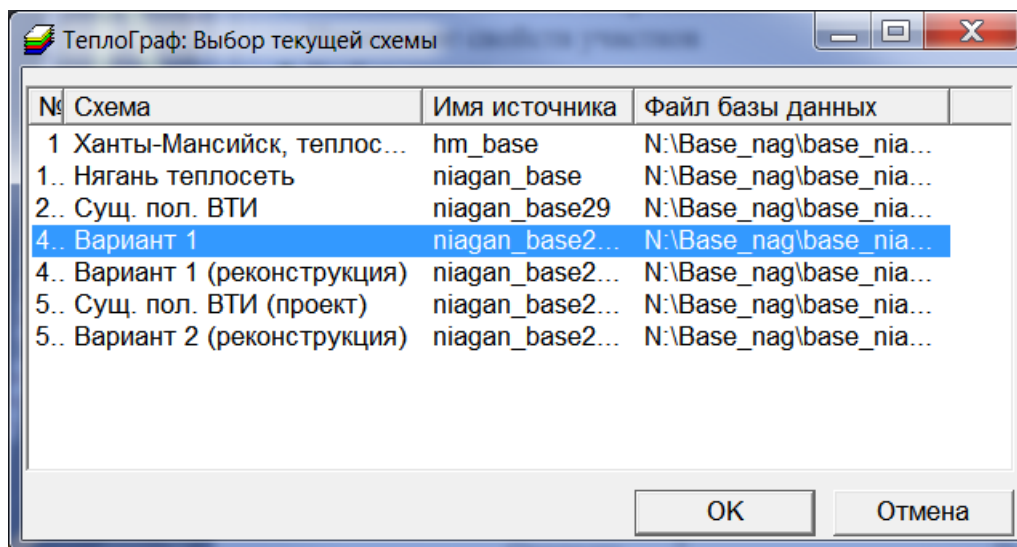 ТеплоГраф: Выбор текущей схемы
№ Схема Имя источника Файл базы данных
1 Ханты-Мансийск, теплос... hm_base N:\Base_nag\base_nia...
1.. Нягань теплосеть niagan_base N:\Base_nag\base_nia...
2.. Сущ. пол. ВТИ niagan_base29 N:\Base_nag\base_nia...
4.. Вариант 1 niagan_base2... N:\Base_nag\base_nia...
4.. Вариант 1 (реконструкция) niagan_base2... N:\Base_nag\base_nia...
5.. Сущ. пол. ВТИ (проект) niagan_base2... N:\Base_nag\base_nia...
5.. Вариант 2 (реконструкция) niagan_base2... N:\Base_nag\base_nia...
OK Отмена